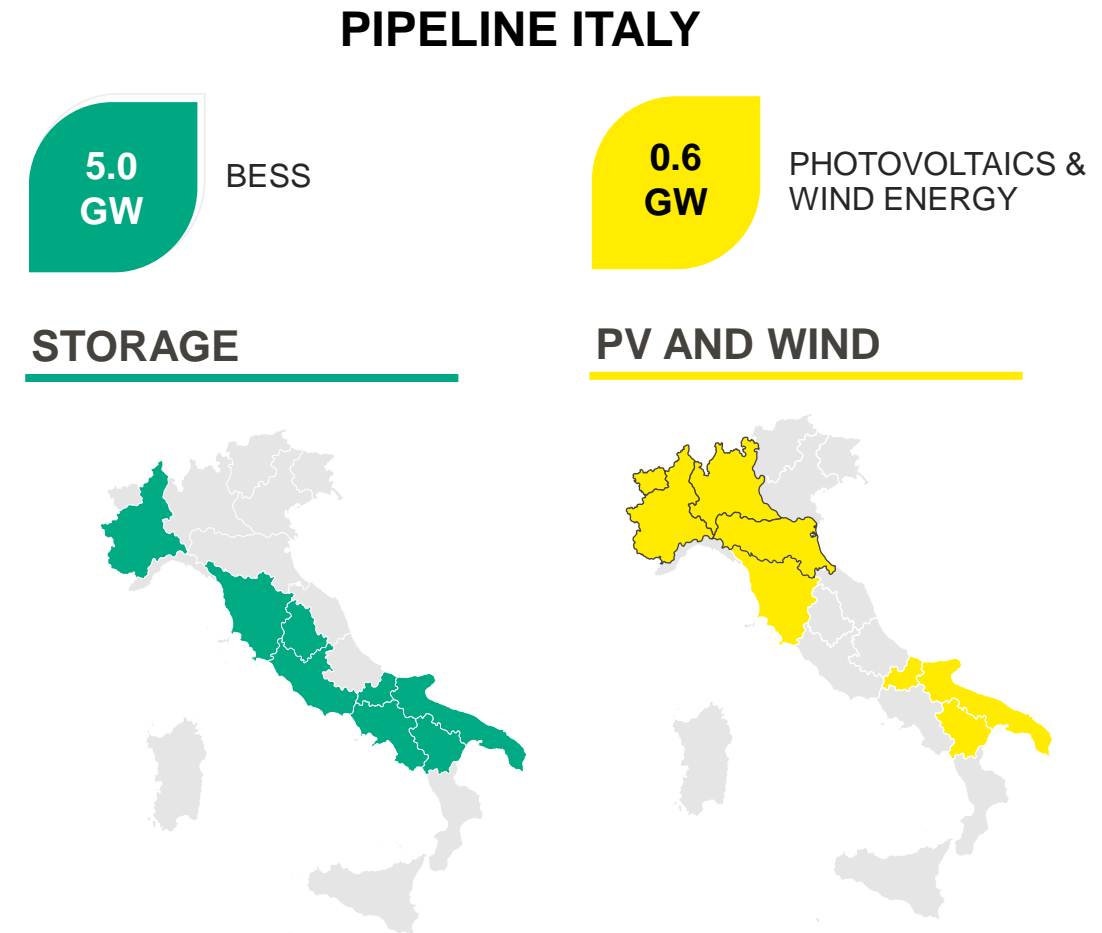 PIPELINE ITALY
5.0
GW
BESS
0.6
GW
PHOTOVOLTAICS &
WIND ENERGY
STORAGE
PV AND WIND